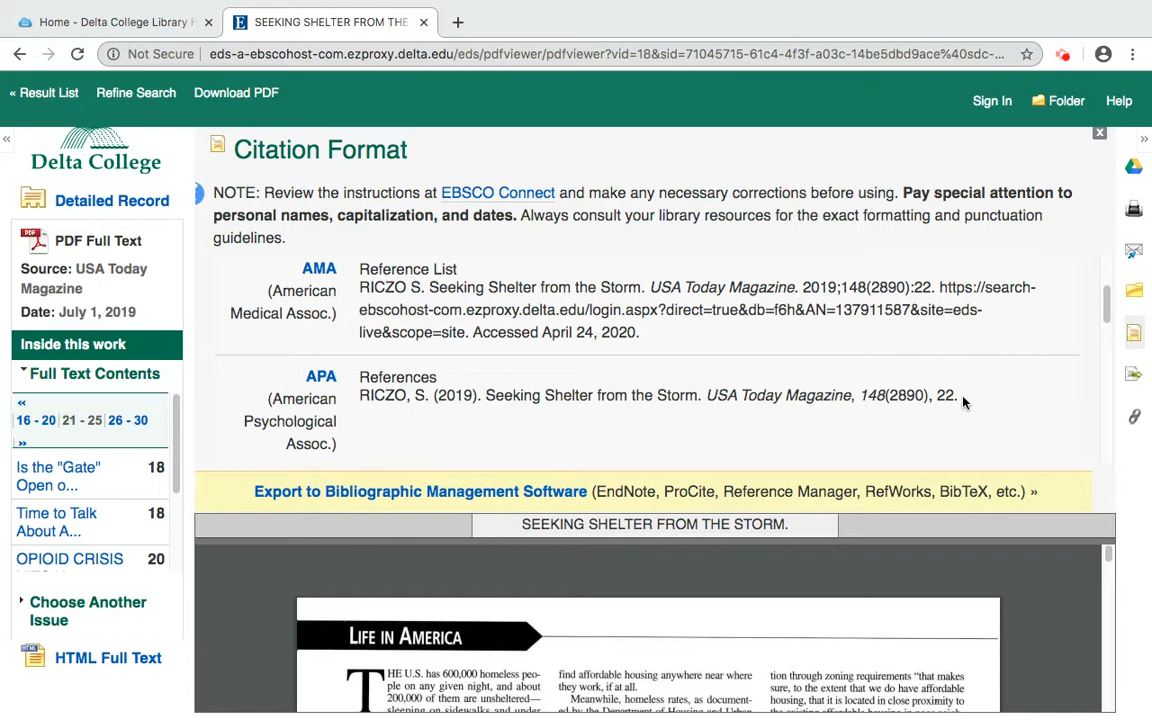 Home - Delta College Library
SEEKING SHELTER FROM THE
Not Secure
eds-a-ebscohost-com.ezproxy.delta.edu/eds/pdfviewer/pdfviewer?vid=18&sid=71045715-61c4-4f3f-a03c-14be5dbd9ace%40sdc-...
« Result List Refine Search Download PDF
Sign In Folder Help
Delta College
Detailed Record
PDF Full Text
Source: USA Today
Magazine
Date: July 1, 2019
Inside this work
Full Text Contents
«
16 - 20 21 - 25 26 - 30
»
Is the "Gate" 18
Open o...
Time to Talk 18
About A...
OPIOID CRISIS 20
Choose Another
Issue
HTML Full Text
Citation Format
NOTE: Review the instructions at EBSCO Connect and make any necessary corrections before using. Pay special attention to
personal names, capitalization, and dates. Always consult your library resources for the exact formatting and punctuation
guidelines.
AMA
(American
Medical Assoc.)
Reference List
RICZO S. Seeking Shelter from the Storm. USA Today Magazine. 2019;148(2890):22. https://search-
ebscohost-com.ezproxy.delta.edu/login.aspx?direct=true&db=f6h&AN=137911587&site=eds-
live&scope=site. Accessed April 24, 2020.
APA
(American
Psychological
Assoc.)
References
RICZO, S. (2019). Seeking Shelter from the Storm. USA Today Magazine, 148(2890), 22.
Export to Bibliographic Management Software (EndNote, ProCite, Reference Manager, RefWorks, BibTeX, etc.) »
SEEKING SHELTER FROM THE STORM.
LIFE IN AMERICA
THE U.S. has 600,000 homeless peo-
ple on any given night, and about
200,000 of them are unsheltered—
sleeping on sidewalks and under
find affordable housing anywhere near where
they work, if at all.
Meanwhile, homeless rates, as document-
ed by the Department of Housing and Urban
tion through zoning requirements "that makes
sure, to the extent that we do have affordable
housing, that it is located in close proximity to